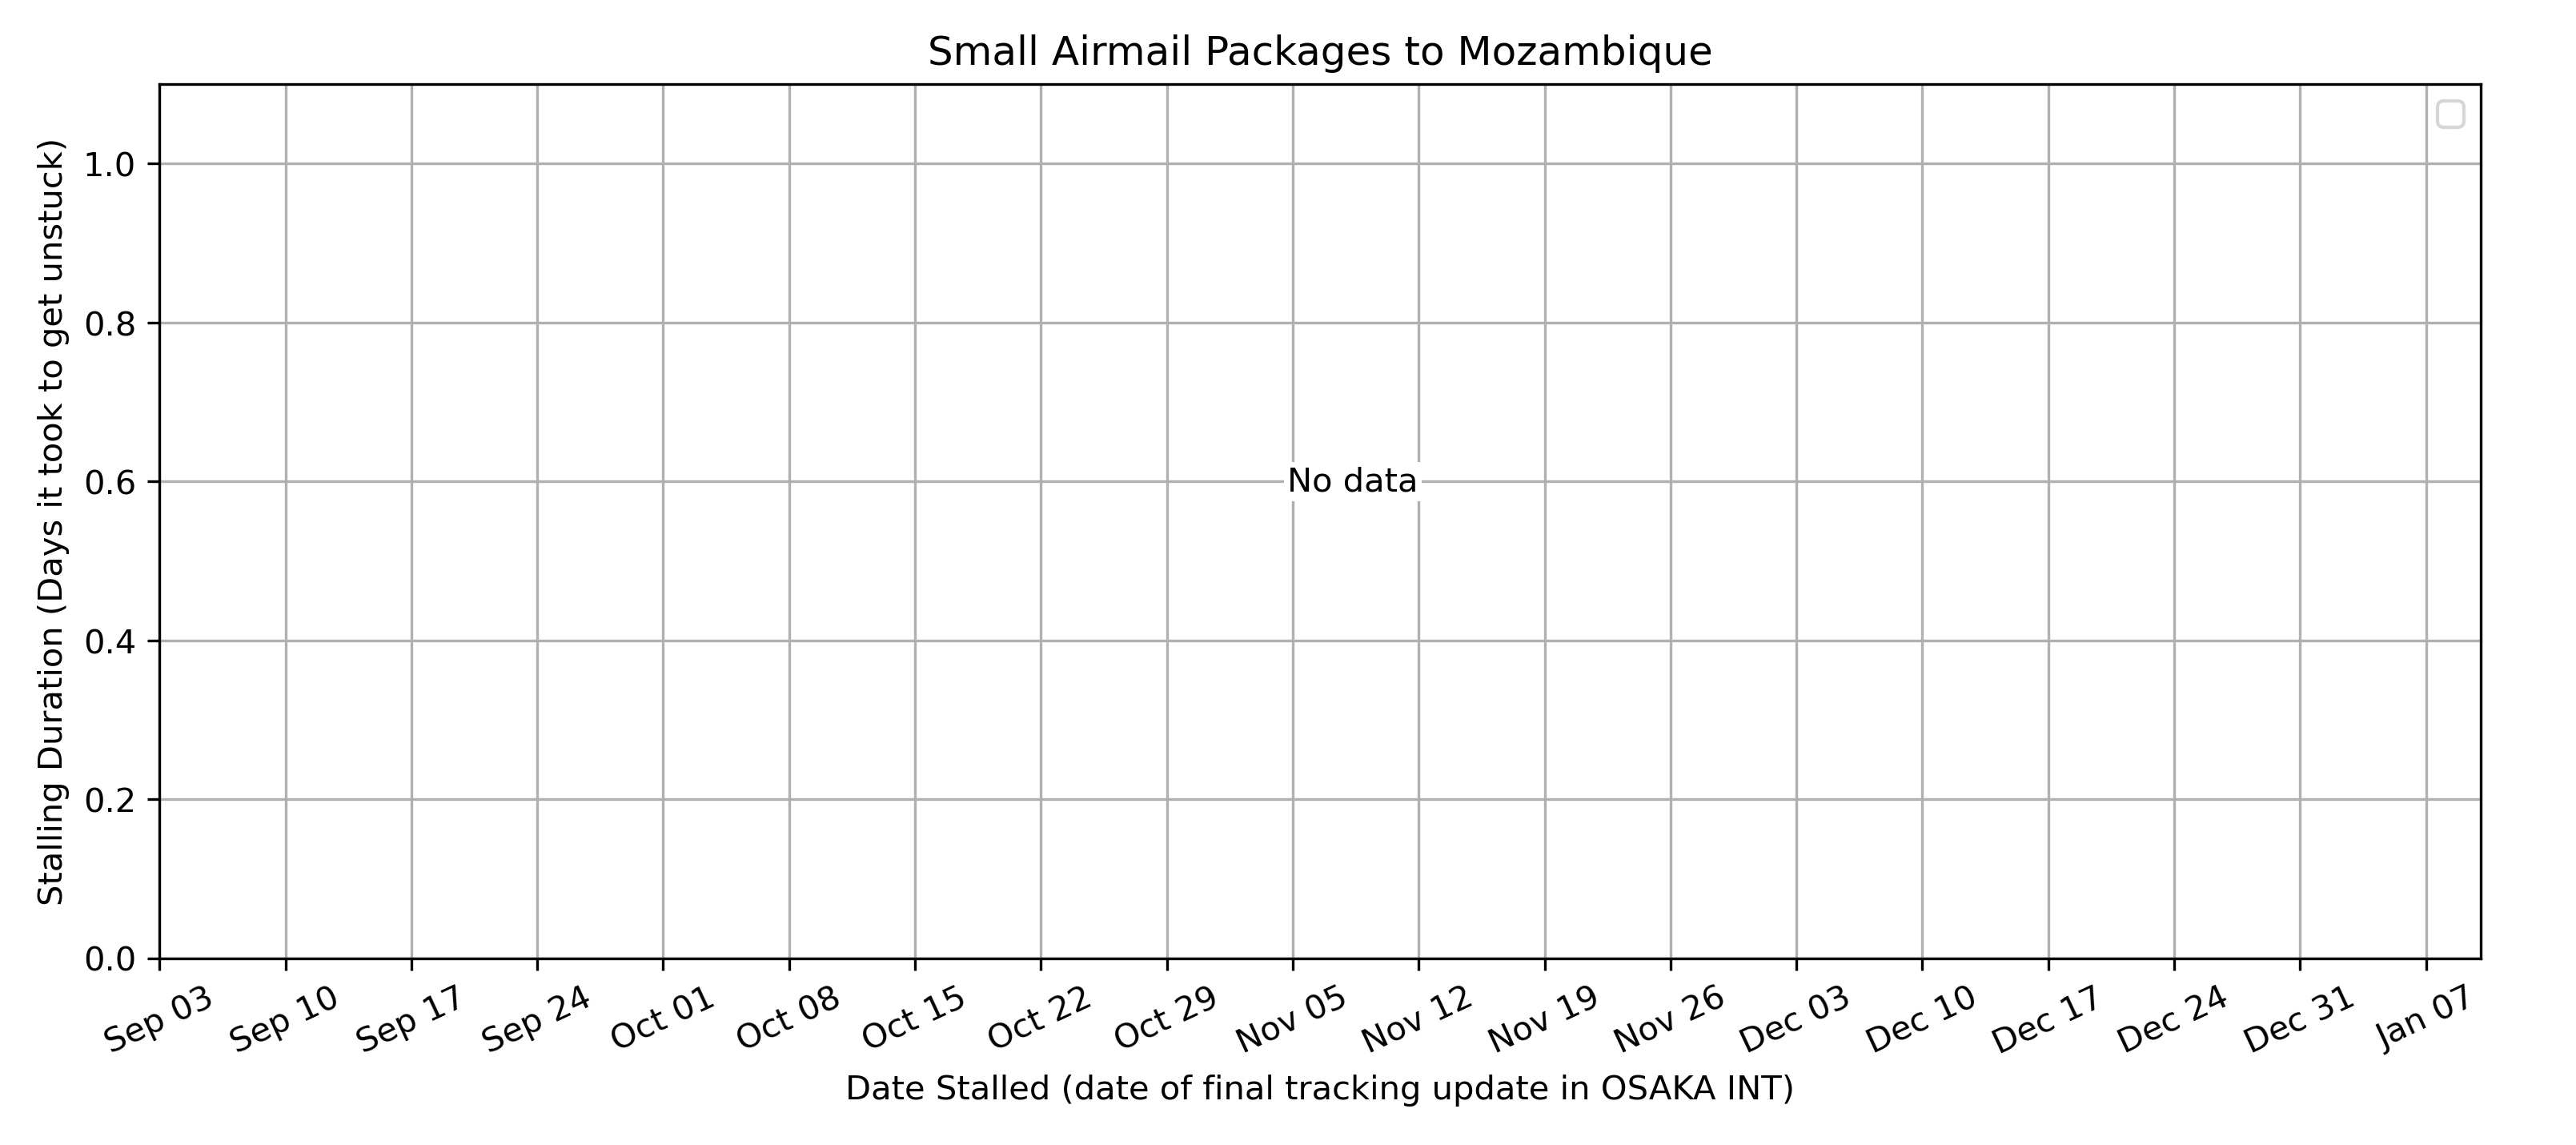 Small Airmail Packages to Mozambique
Stalling Duration (Days it took to get unstuck)
1.0
0.8
0.6
0.4
0.2
0.0
No data
Sep 03 Sep 10 Sep 17 Sep 24 Oct 01 Oct 08 Oct 15 Oct 22 Oct 29 Nov 05 Nov 12 Nov 19 Nov 26 Dec 03 Dec 10 Dec 17 Dec 24 Dec 31 Jan 07
Date Stalled (date of final tracking update in OSAKA INT)